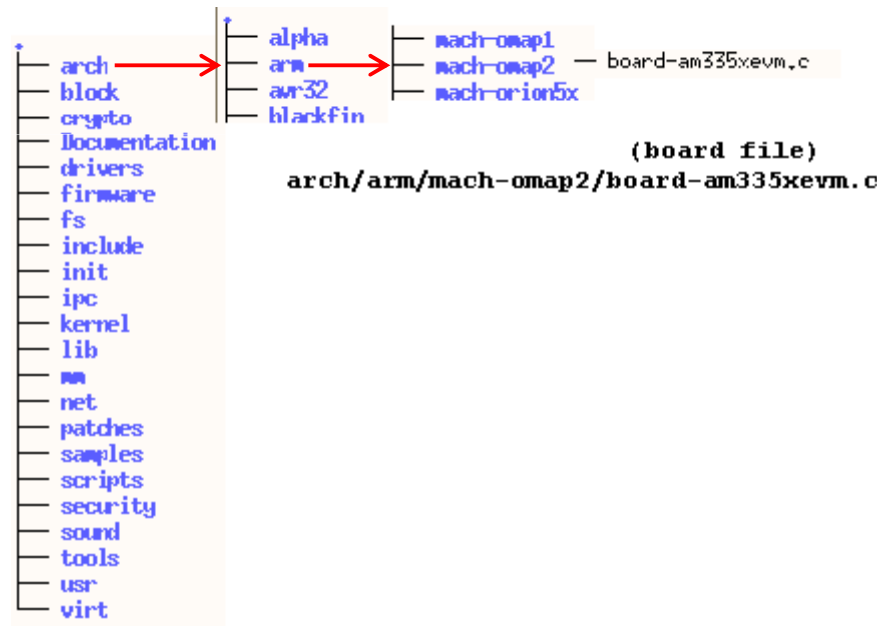 arch
block
crypto
Documentation
drivers
firmware
fs
include
init
ipc
kernel
lib
mm
net
patches
samples
scripts
security
sound
tools
usr
virt
alpha
arm
avr32
blackfin
mach-omap1
mach-omap2
mach-orion5x
board-am335xevm.c
(board file)
arch/arm/mach-omap2/board-am335xevm.c